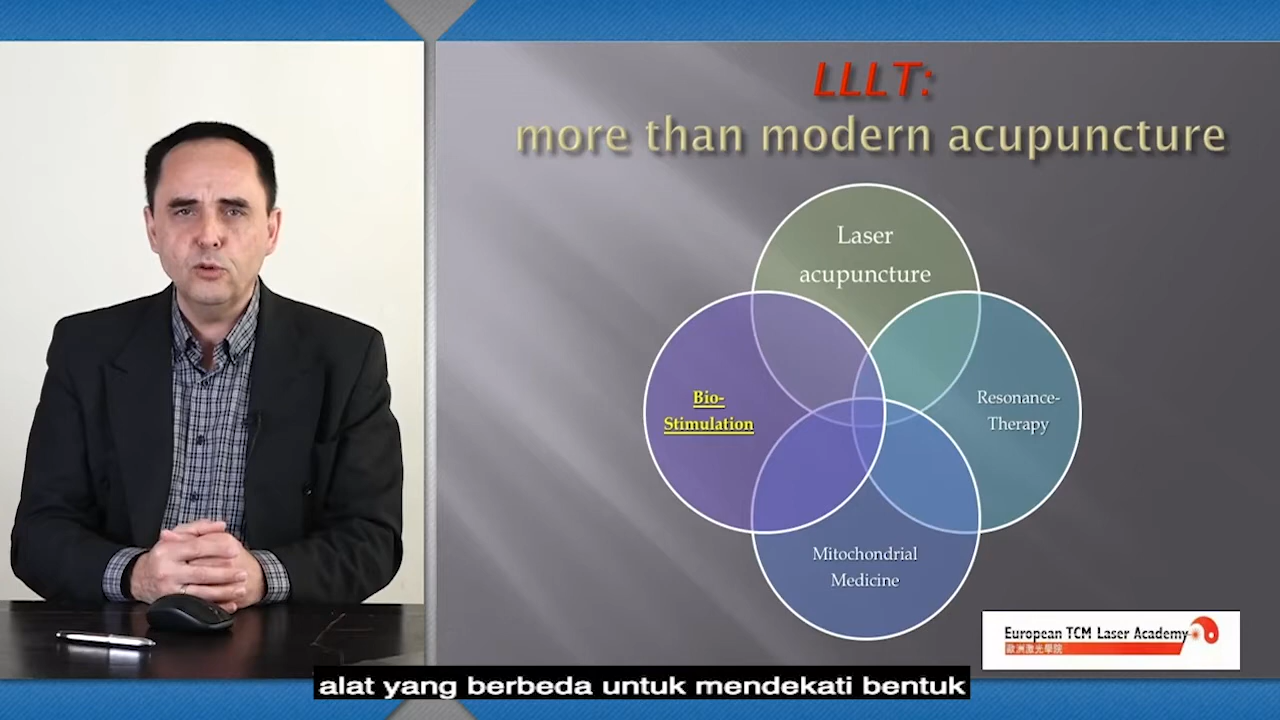 LLLT:
more than modern acupuncture
Laser
acupuncture
Bio-
Stimulation
Resonance-
Therapy
Mitochondrial
Medicine
European TCM Laser Academy
歐洲激光學院
alat yang berbeda untuk mendekati bentuk